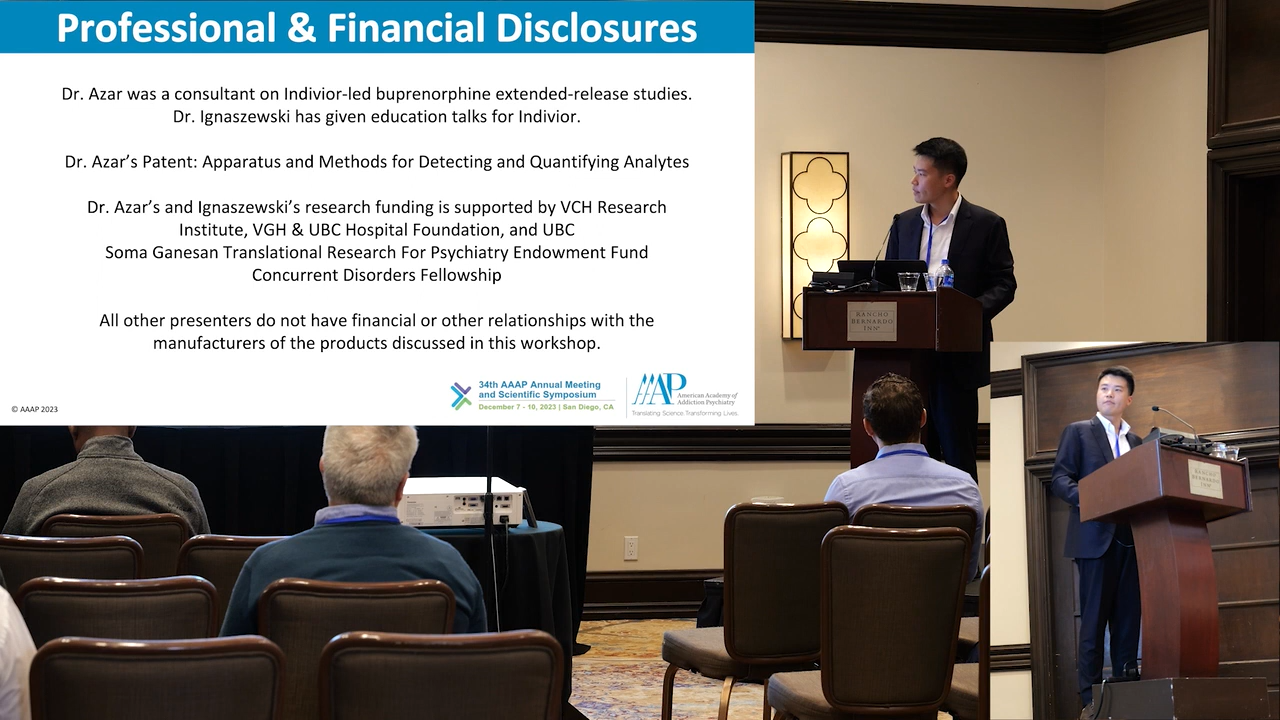 Professional & Financial Disclosures
Dr. Azar was a consultant on Indivior-led buprenorphine extended-release studies.
Dr. Ignaszewski has given education talks for Indivior.
Dr. Azar’s Patent: Apparatus and Methods for Detecting and Quantifying Analytes
Dr. Azar’s and Ignaszewski’s research funding is supported by VCH Research
Institute, VGH & UBC Hospital Foundation, and UBC
Soma Ganesan Translational Research For Psychiatry Endowment Fund
Concurrent Disorders Fellowship
All other presenters do not have financial or other relationships with the
manufacturers of the products discussed in this workshop.
34th AAAP Annual Meeting
and Scientific Symposium
December 7 - 10, 2023 | San Diego, CA
AAAP
American Academy of
Addiction Psychiatry
Translating Science. Transforming Lives.
© AAAP 2023
RANCHO
BERNARDO
INN
RANCHO
BERNARDO
INN